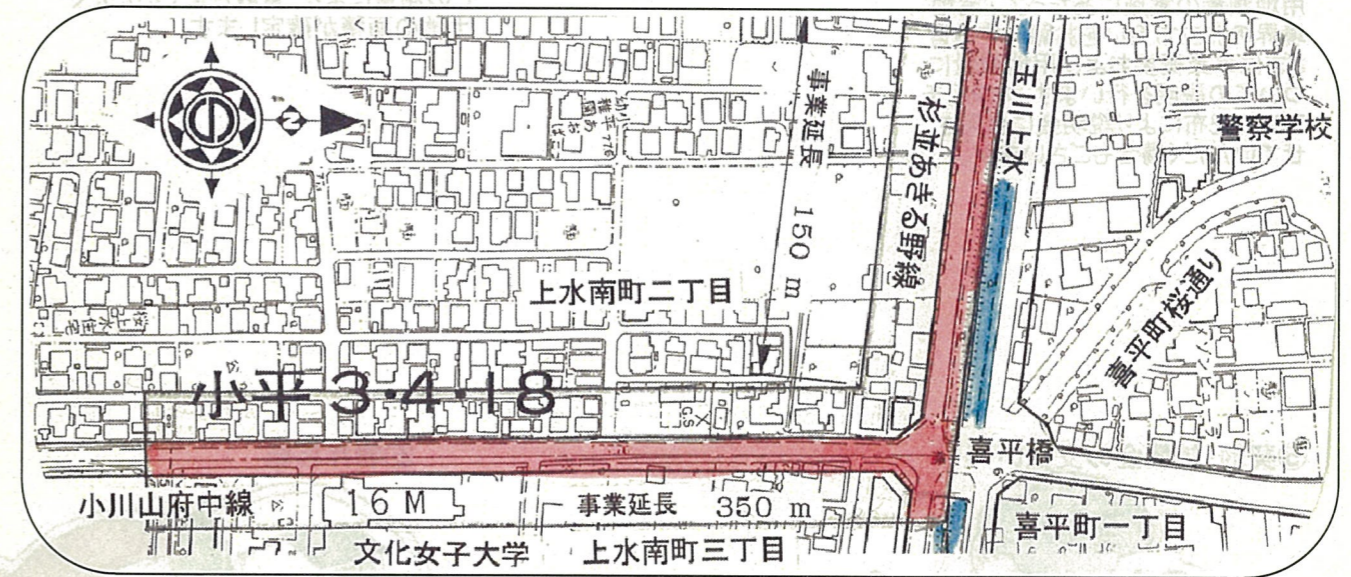 玉川上水
警察学校
杉並あきる野線
事業延長 150 m
喜平町桜通り
上水南町二丁目
小平3・4・18
喜平橋
小川山府中線
16 M
事業延長 350 m
喜平町一丁目
文化女子大学
上水南町三丁目
N